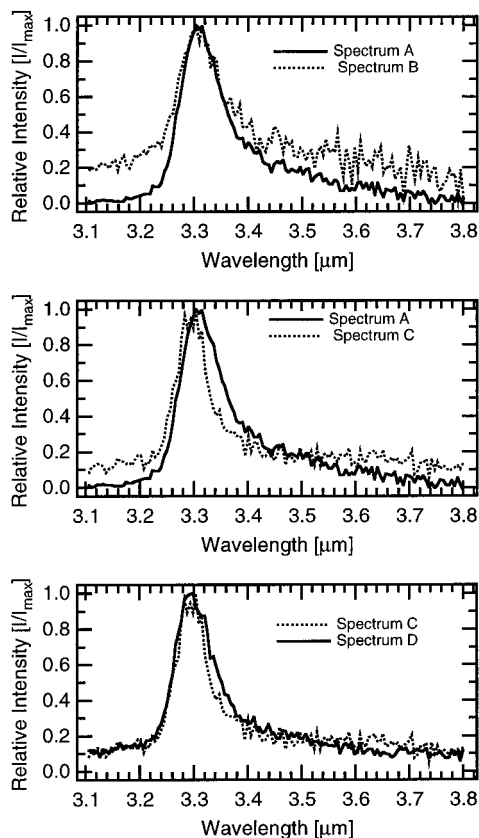 Relative Intensity [I/Imax]
1.0
0.8
0.6
0.4
0.2
0.0
Spectrum A
Spectrum B
3.1 3.2 3.3 3.4 3.5 3.6 3.7 3.8
Wavelength [μm]
Relative Intensity [I/Imax]
1.0
0.8
0.6
0.4
0.2
0.0
Spectrum A
Spectrum C
3.1 3.2 3.3 3.4 3.5 3.6 3.7 3.8
Wavelength [μm]
Relative Intensity [I/Imax]
1.0
0.8
0.6
0.4
0.2
0.0
Spectrum C
Spectrum D
3.1 3.2 3.3 3.4 3.5 3.6 3.7 3.8
Wavelength [μm]